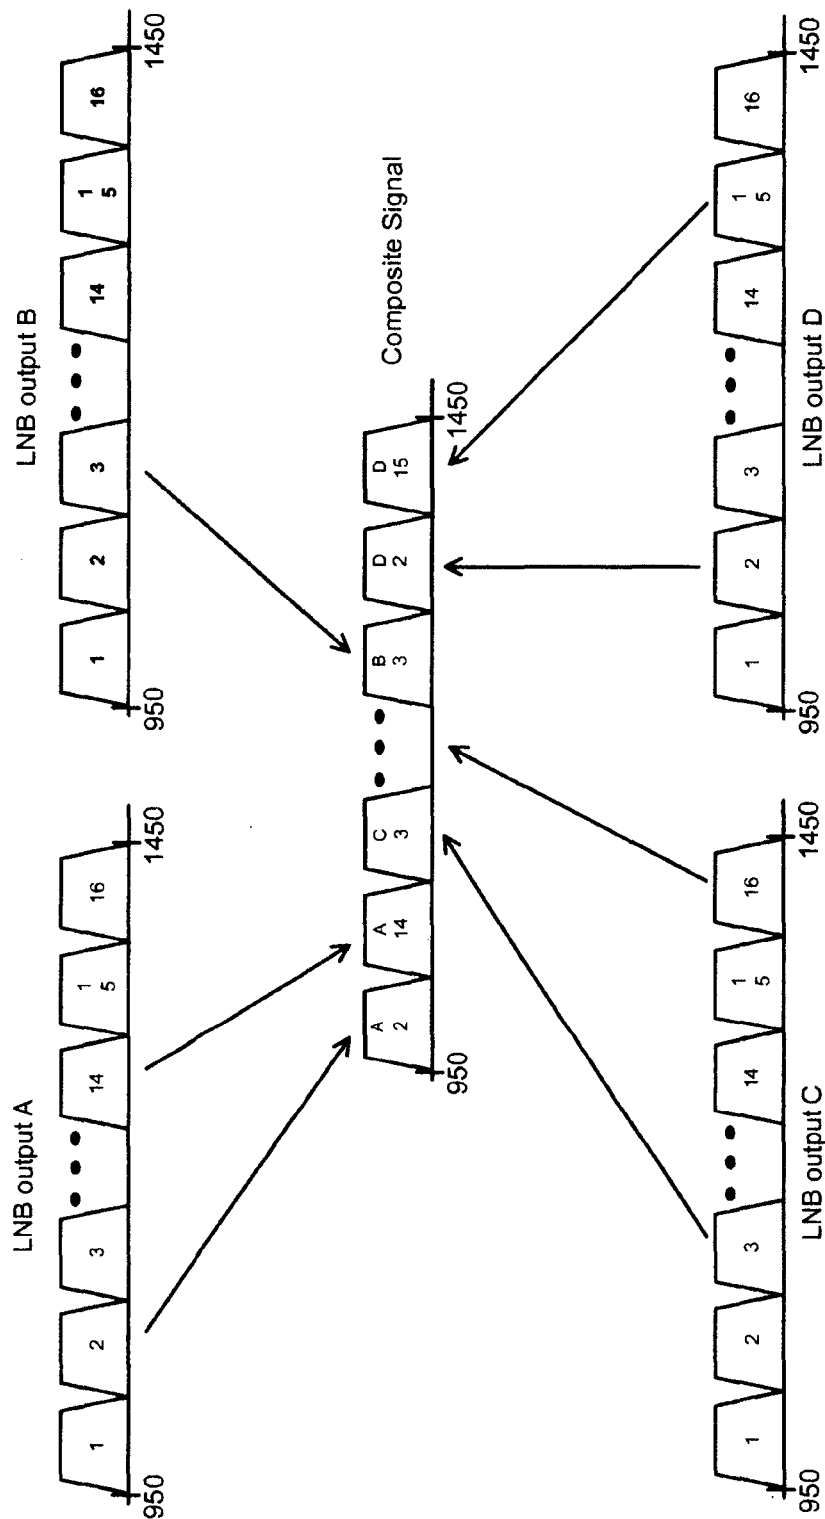 LNB output A
1 2 3 14 1 5 16
950 1450
LNB output B
1 2 3 14 1 5 16
950 1450
Composite Signal
A 2 A 14 C 3 B 3 D 2 D 15
950 1450
1 2 3 14 1 5 16
950 1450
LNB output C
1 2 3 14 1 5 16
950 1450
LNB output D